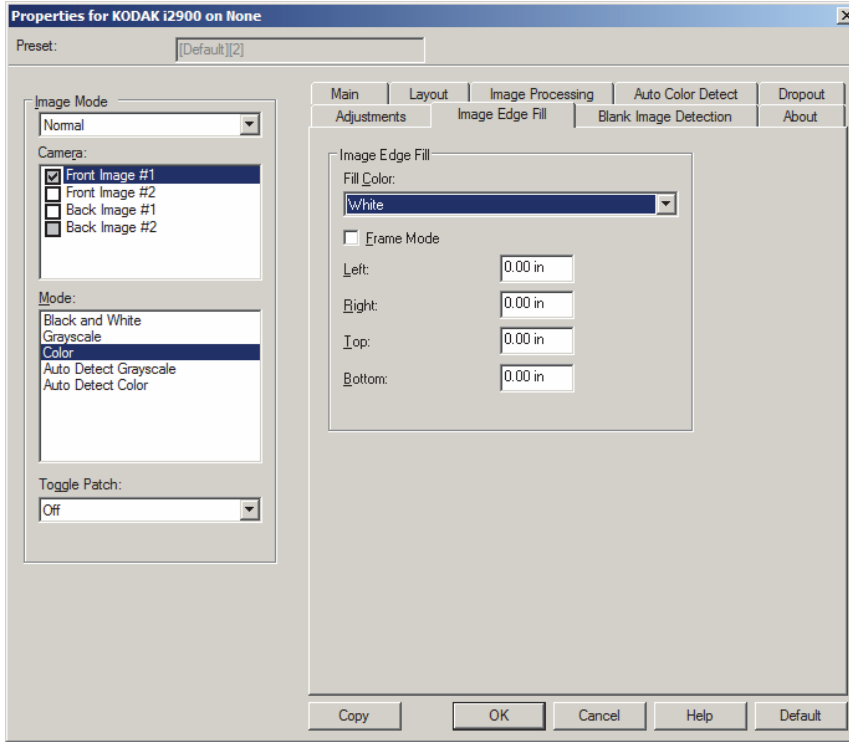 Properties for KODAK i2900 on None
Preset: [Default][2]
Image Mode
Normal
Camera:
Front Image #1
Front Image #2
Back Image #1
Back Image #2
Mode:
Black and White
Grayscale
Color
Auto Detect Grayscale
Auto Detect Color
Toggle Patch:
Off
Main Layout Image Processing Auto Color Detect Dropout
Adjustments Image Edge Fill Blank Image Detection About
Image Edge Fill
Fill Color:
White
Frame Mode
Left: 0.00 in
Right: 0.00 in
Top: 0.00 in
Bottom: 0.00 in
Copy OK Cancel Help Default